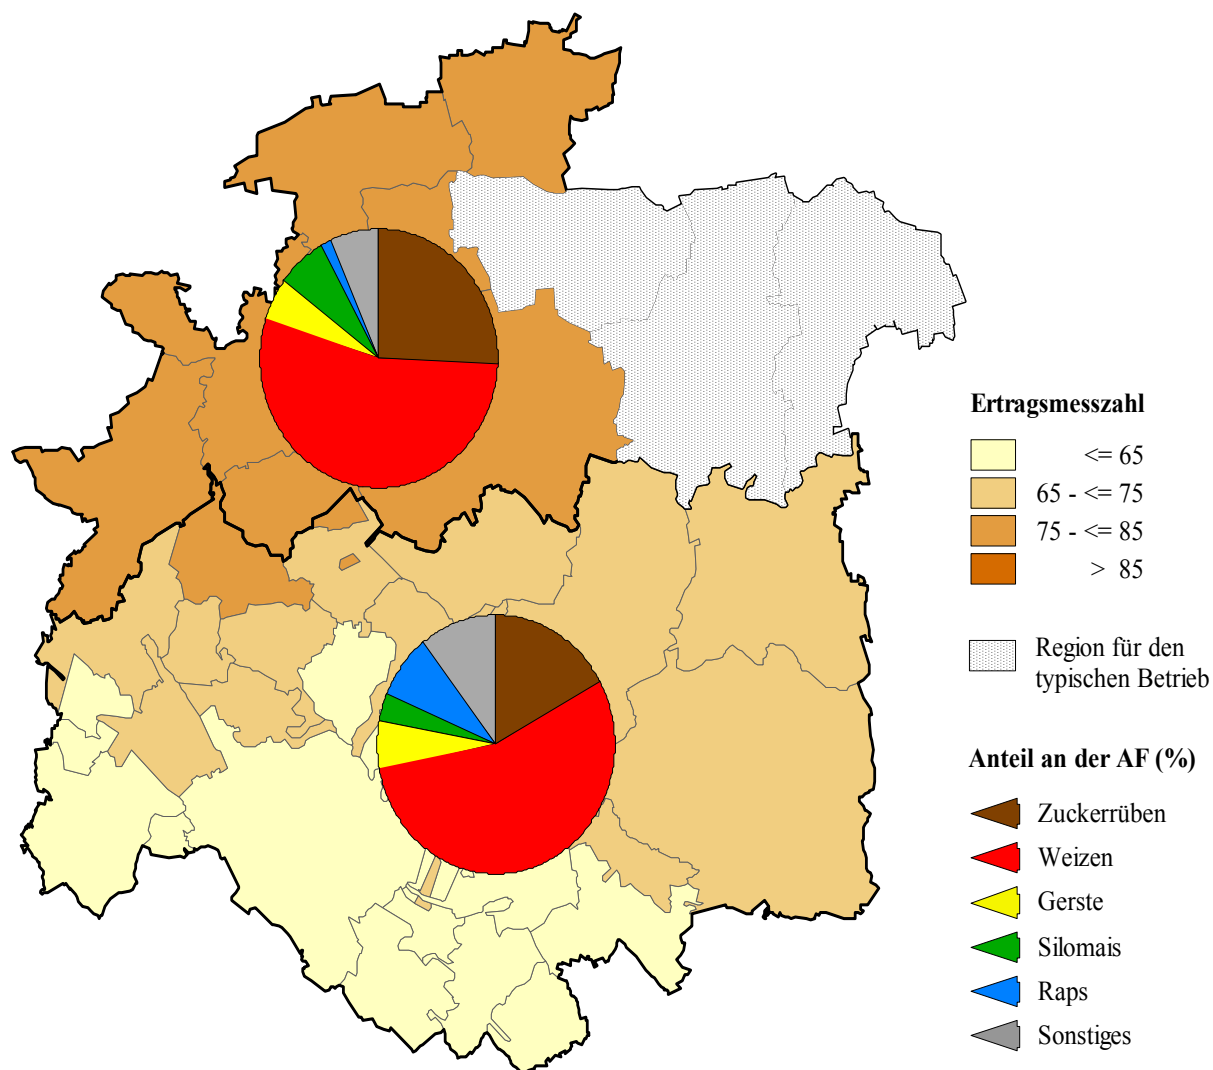 Ertragsmesszahl
<= 65
65 - <= 75
75 - <= 85
> 85
Region für den
typischen Betrieb
Anteil an der AF (%)
Zuckerrüben
Weizen
Gerste
Silomais
Raps
Sonstiges